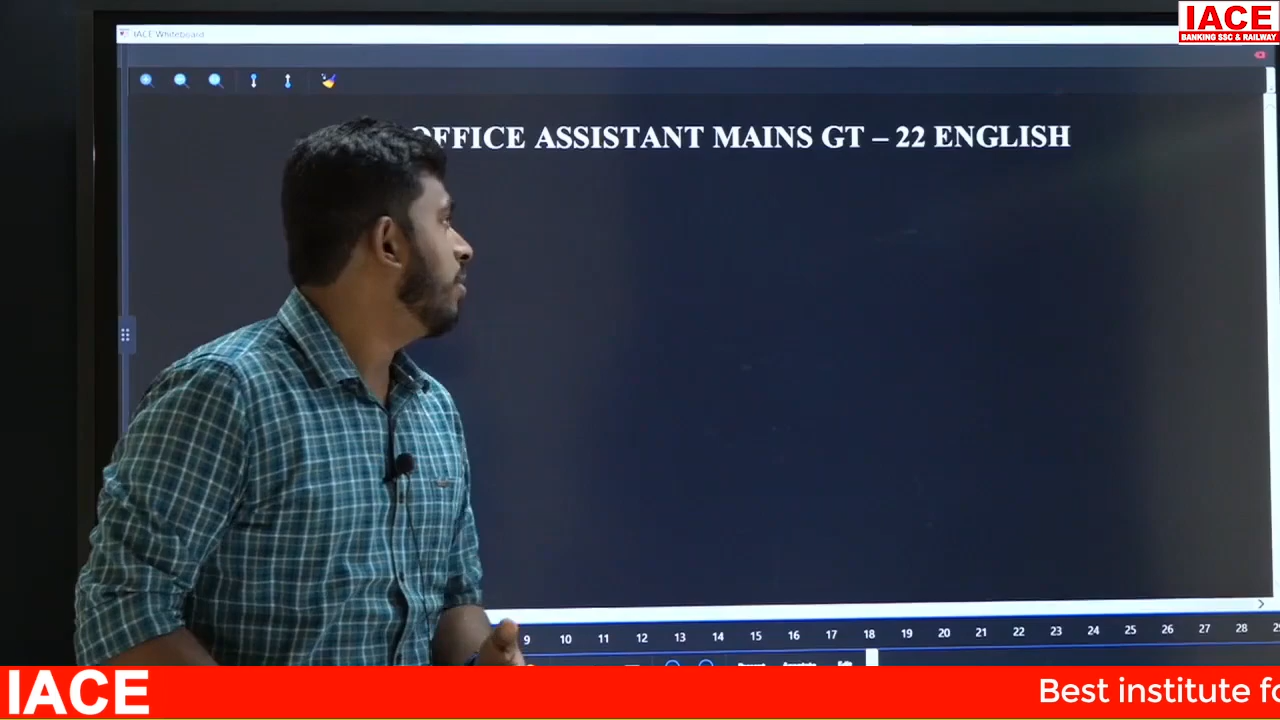 IACE
BANKING SSC & RAILWAY
IACE Whiteboard
OFFICE ASSISTANT MAINS GT – 22 ENGLISH
9 10 11 12 13 14 15 16 17 18 19 20 21 22 23 24 25 26 27 28
IACE
Best institute